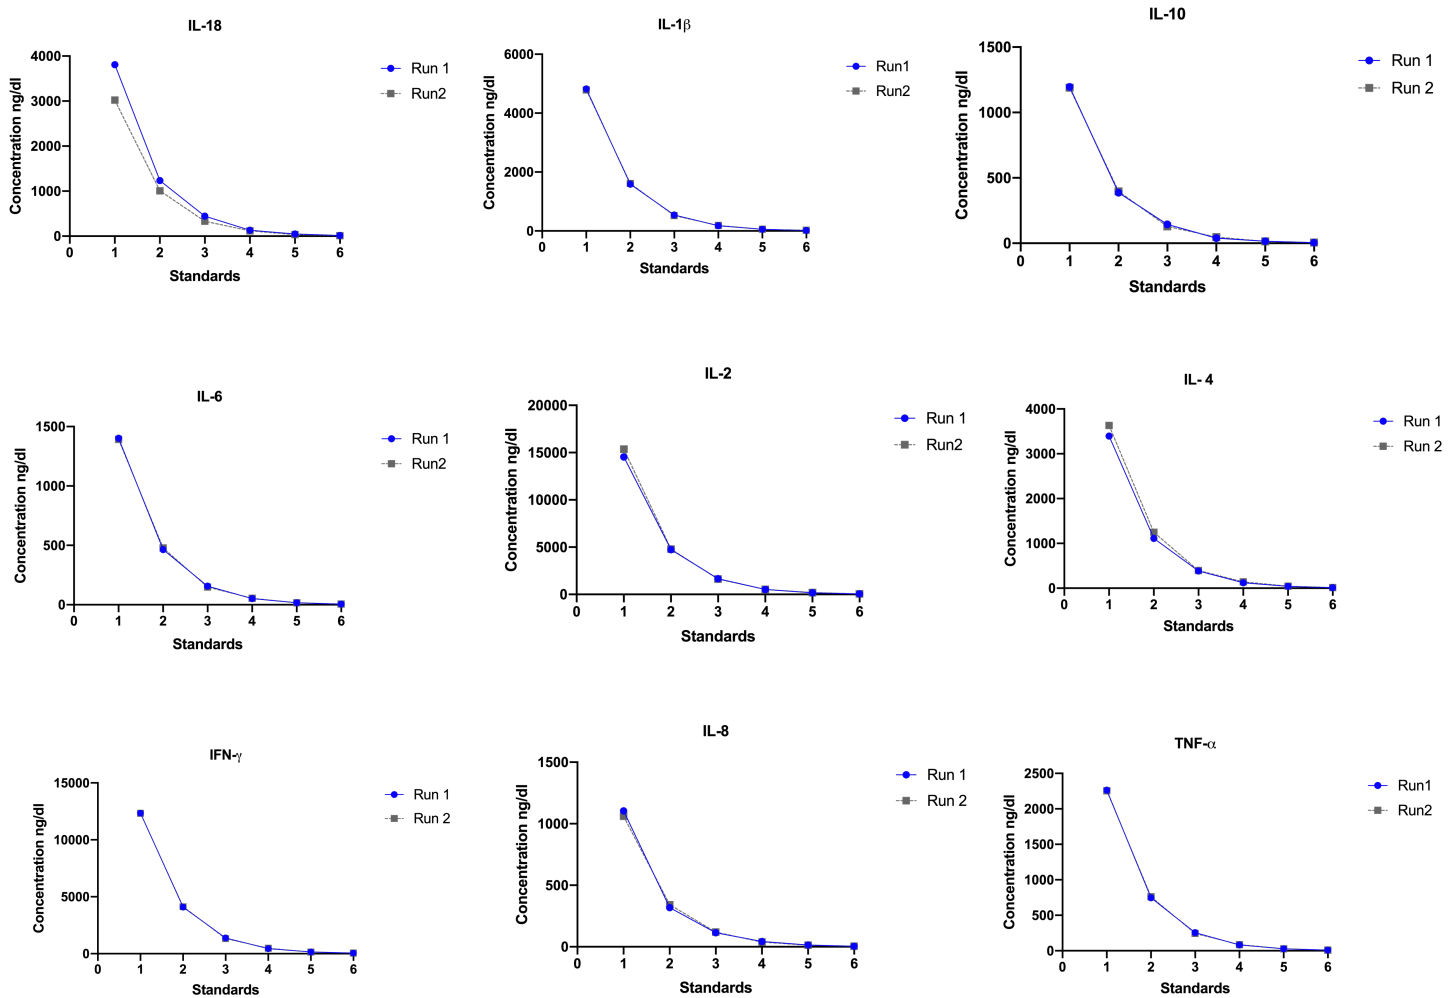 IL-18
Concentration ng/dl
4000
3000
2000
1000
0
0 1 2 3 4 5 6
Standards
Run 1
Run2
IL-1β
Concentration ng/dl
6000
4000
2000
0
0 1 2 3 4 5 6
Standards
Run1
Run2
IL-10
Concentration ng/dl
1500
1000
500
0
0 1 2 3 4 5 6
Standards
Run 1
Run 2
IL-6
Concentration ng/dl
1500
1000
500
0
0 1 2 3 4 5 6
Standards
Run 1
Run2
IL-2
Concentration ng/dl
20000
15000
10000
5000
0
0 1 2 3 4 5 6
Standards
Run 1
Run2
IL- 4
Concentration ng/dl
4000
3000
2000
1000
0
0 1 2 3 4 5 6
Standards
Run 1
Run 2
IFN-γ
Concentration ng/dl
15000
10000
5000
0
0 1 2 3 4 5 6
Standards
Run 1
Run 2
IL-8
Concentration ng/dl
1500
1000
500
0
0 1 2 3 4 5 6
Standards
Run 1
Run 2
TNF-α
Concentration ng/dl
2500
2000
1500
1000
500
0
0 1 2 3 4 5 6
Standards
Run1
Run2